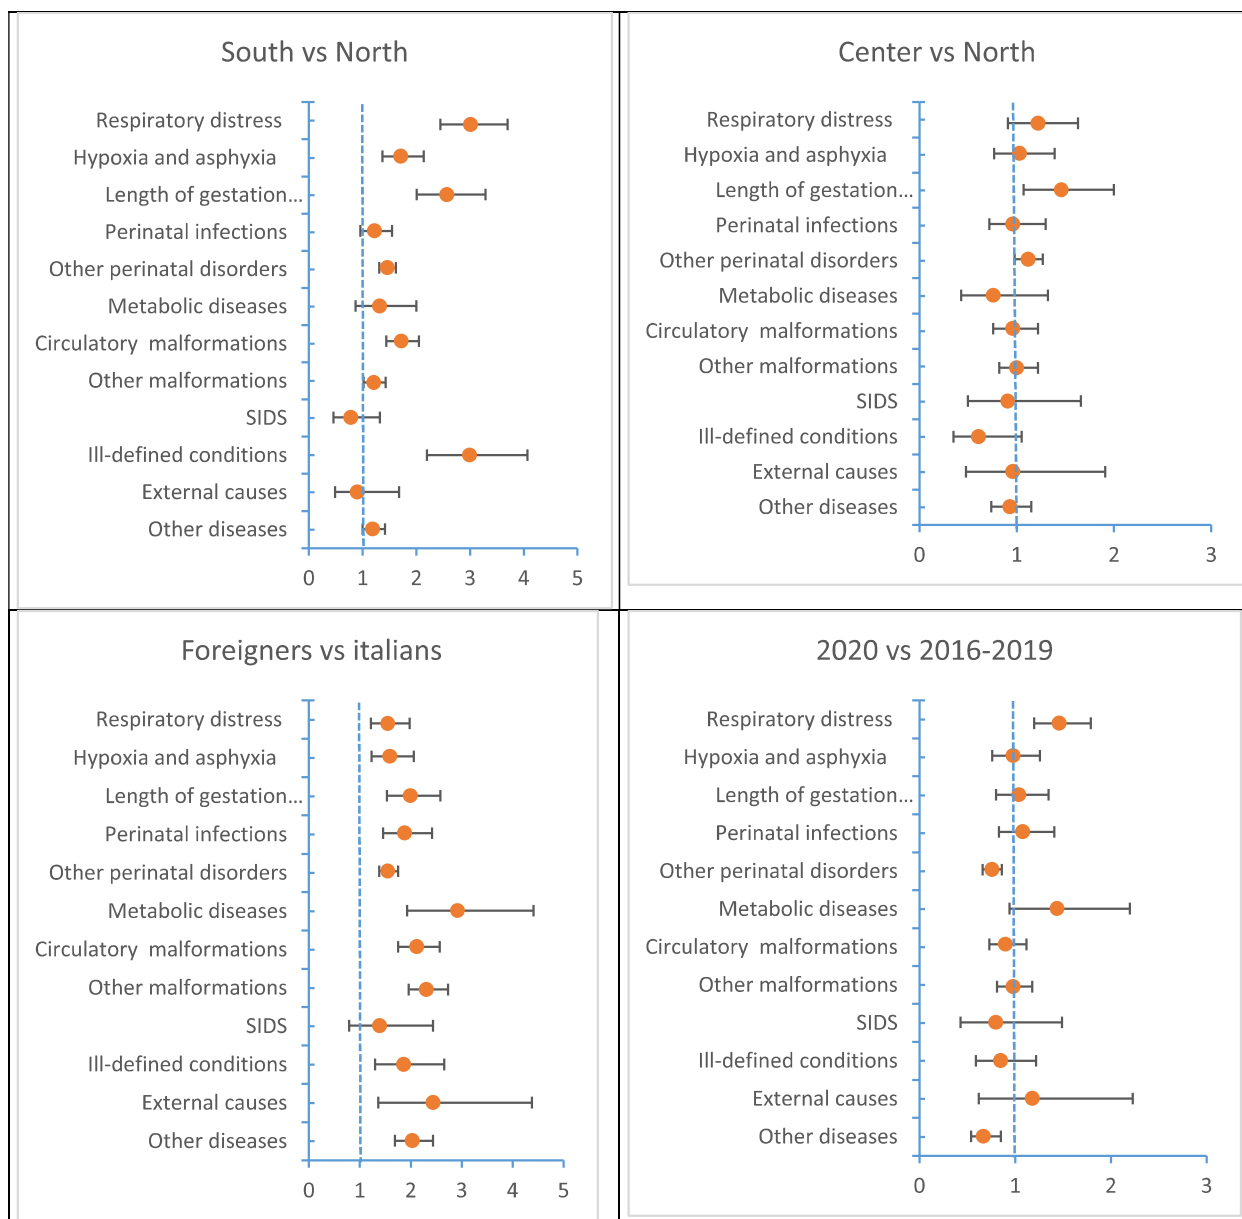 South vs North
Respiratory distress
Hypoxia and asphyxia
Length of gestation...
Perinatal infections
Other perinatal disorders
Metabolic diseases
Circulatory malformations
Other malformations
SIDS
Ill-defined conditions
External causes
Other diseases
0 1 2 3 4 5
Center vs North
Respiratory distress
Hypoxia and asphyxia
Length of gestation...
Perinatal infections
Other perinatal disorders
Metabolic diseases
Circulatory malformations
Other malformations
SIDS
Ill-defined conditions
External causes
Other diseases
0 1 2 3
Foreigners vs italians
Respiratory distress
Hypoxia and asphyxia
Length of gestation...
Perinatal infections
Other perinatal disorders
Metabolic diseases
Circulatory malformations
Other malformations
SIDS
Ill-defined conditions
External causes
Other diseases
0 1 2 3 4 5
2020 vs 2016-2019
Respiratory distress
Hypoxia and asphyxia
Length of gestation...
Perinatal infections
Other perinatal disorders
Metabolic diseases
Circulatory malformations
Other malformations
SIDS
Ill-defined conditions
External causes
Other diseases
0 1 2 3